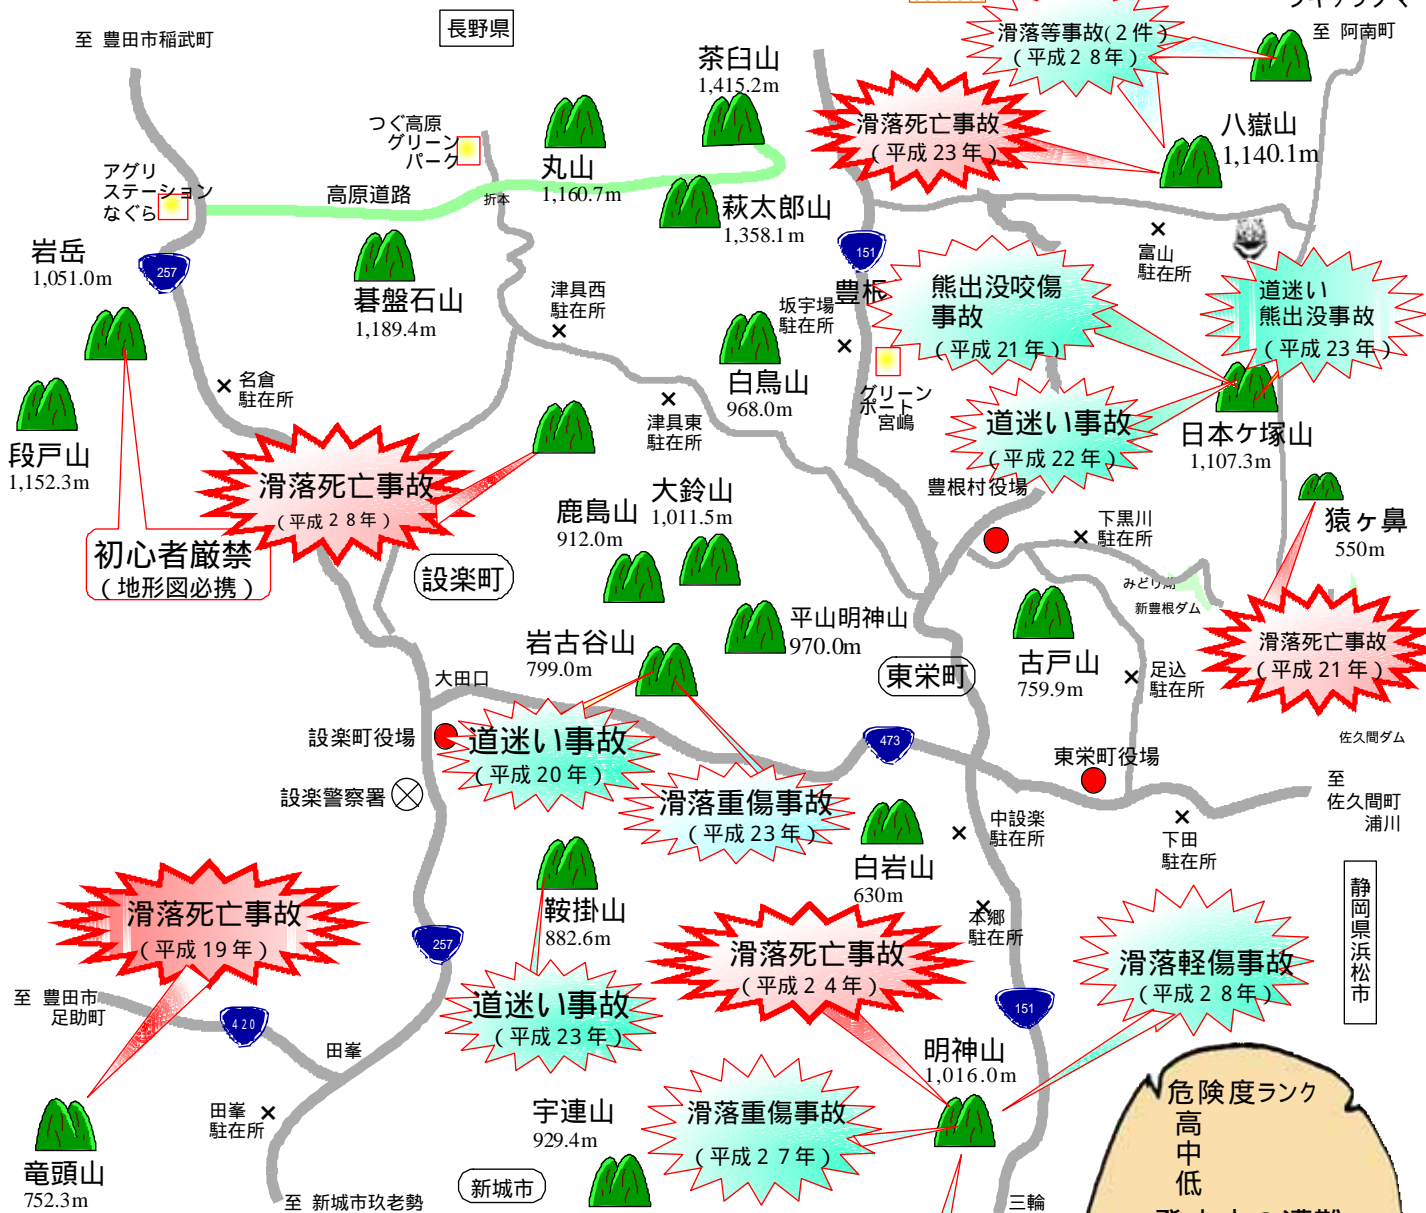 長野県
至 豊田市稲武町
茶臼山
1,415.2m
滑落等事故(２件)
(平成２８年)
至 阿南町
つぐ高原
グリーン
パーク
丸山
1,160.7m
滑落死亡事故
(平成 23 年)
八嶽山
1,140.1m
アグリ
ステーション
なぐら
高原道路
折本
萩太郎山
1,358.1m
岩岳
1,051.0m
257
碁盤石山
1,189.4m
津具西
駐在所
151
豊根
坂宇場
駐在所
富山
駐在所
熊出没咬傷
事故
(平成 21 年)
道迷い
熊出没事故
(平成 23 年)
名倉
駐在所
白鳥山
968.0m
グリーン
ポート
宮嶋
津具東
駐在所
道迷い事故
(平成 22 年)
日本ケ塚山
1,107.3m
段戸山
1,152.3m
滑落死亡事故
(平成２８年)
大鈴山
1,011.5m
鹿島山
912.0m
豊根村役場
下黒川
駐在所
猿ヶ鼻
550m
初心者厳禁
(地形図必携)
設楽町
みどり湖
新豊根ダム
平山明神山
970.0m
岩古谷山
799.0m
東栄町
古戸山
759.9m
足込
駐在所
滑落死亡事故
(平成 21 年)
大田口
設楽町役場
道迷い事故
(平成 20 年)
473
佐久間ダム
東栄町役場
至
佐久間町
浦川
設楽警察署
滑落重傷事故
(平成 23 年)
中設楽
駐在所
下田
駐在所
白岩山
630m
静岡県浜松市
鞍掛山
882.6m
本郷
駐在所
滑落死亡事故
(平成 19 年)
257
滑落死亡事故
(平成２４年)
滑落軽傷事故
(平成２８年)
至 豊田市
足助町
420
道迷い事故
(平成 23 年)
151
田峯
明神山
1,016.0m
田峯
駐在所
宇連山
929.4m
滑落重傷事故
(平成２７年)
危険度ランク
高
中
低
竜頭山
752.3m
新城市
至 新城市玖老勢
三輪